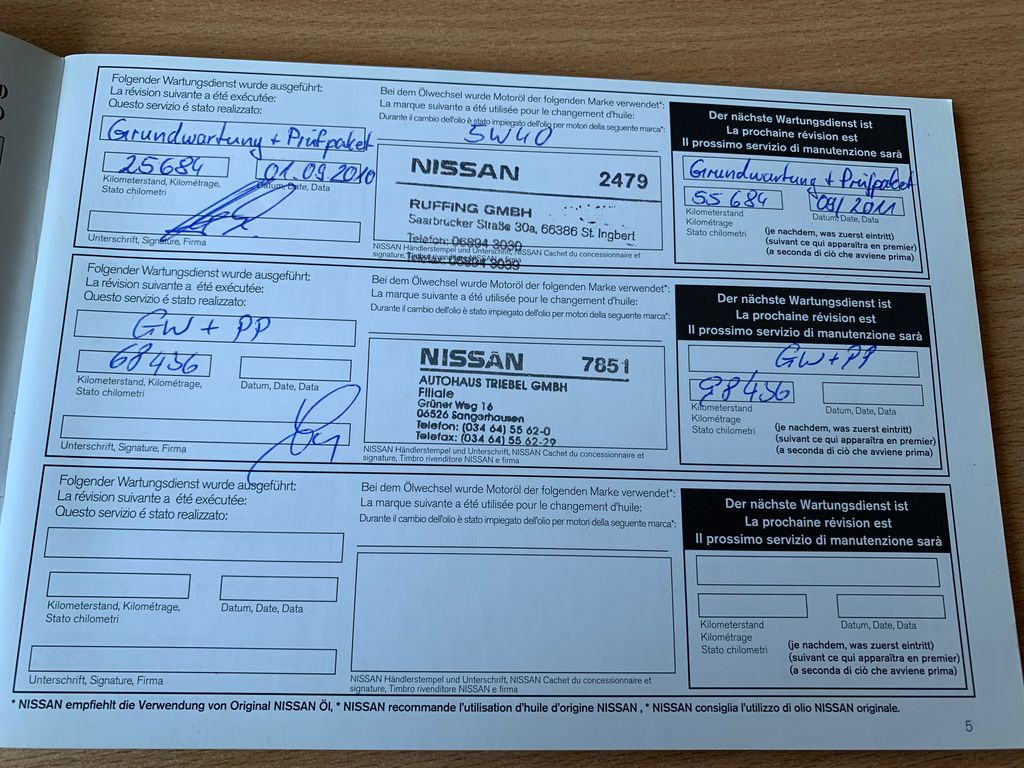 Folgender Wartungsdienst wurde ausgeführt:
La révision suivante a été exécutée:
Questo servizio é stato realizzato:
Grundwartung + Prüfpaket
25684
01.09.2010
Kilometerstand, Kilométrage,
Stato chilometri
Datum, Date, Data
Unterschrift, Signature, Firma
Bei dem Ölwechsel wurde Motoröl der folgenden Marke verwendet*:
La marque suivante a été utilisée pour le changement d'huile:
Durante il cambio dell'olio è stato impiegato dell'olio per motori della seguente marca*:
5W40
NISSAN 2479
RUFFING GMBH
Saarbrücker Straße 30a, 66386 St. Ingbert
Telefon: 06894 3030
Telefax: 06894 3039
NISSAN Händlerstempel und Unterschrift, NISSAN Cachet du concessionnaire et
signature, Timbro rivenditore NISSAN e firma
Der nächste Wartungsdienst ist
La prochaine révision est
Il prossimo servizio di manutenzione sarà
Grundwartung + Prüfpaket
55684
09/2011
Kilometerstand
Kilométrage
Stato chilometri
Datum, Date, Data
(je nachdem, was zuerst eintritt)
(suivant ce qui apparaîtra en premier)
(a seconda di ciò che avviene prima)
Folgender Wartungsdienst wurde ausgeführt:
La révision suivante a été exécutée:
Questo servizio é stato realizzato:
GW + PP
68436
Kilometerstand, Kilométrage,
Stato chilometri
Datum, Date, Data
Unterschrift, Signature, Firma
Bei dem Ölwechsel wurde Motoröl der folgenden Marke verwendet*:
La marque suivante a été utilisée pour le changement d'huile:
Durante il cambio dell'olio è stato impiegato dell'olio per motori della seguente marca*:
NISSAN 7851
AUTOHAUS TRIEBEL GMBH
Filiale
Grüner Weg 16
06526 Sangerhausen
Telefon: (034 64) 55 62-0
Telefax: (034 64) 55 62-29
NISSAN Händlerstempel und Unterschrift, NISSAN Cachet du concessionnaire et
signature, Timbro rivenditore NISSAN e firma
Der nächste Wartungsdienst ist
La prochaine révision est
Il prossimo servizio di manutenzione sarà
GW + PP
98436
Kilometerstand
Kilométrage
Stato chilometri
Datum, Date, Data
(je nachdem, was zuerst eintritt)
(suivant ce qui apparaîtra en premier)
(a seconda di ciò che avviene prima)
Folgender Wartungsdienst wurde ausgeführt:
La révision suivante a été exécutée:
Questo servizio é stato realizzato:
Kilometerstand, Kilométrage,
Stato chilometri
Datum, Date, Data
Unterschrift, Signature, Firma
Bei dem Ölwechsel wurde Motoröl der folgenden Marke verwendet*:
La marque suivante a été utilisée pour le changement d'huile:
Durante il cambio dell'olio è stato impiegato dell'olio per motori della seguente marca*:
NISSAN Händlerstempel und Unterschrift, NISSAN Cachet du concessionnaire et
signature, Timbro rivenditore NISSAN e firma
Der nächste Wartungsdienst ist
La prochaine révision est
Il prossimo servizio di manutenzione sarà
Kilometerstand
Kilométrage
Stato chilometri
Datum, Date, Data
(je nachdem, was zuerst eintritt)
(suivant ce qui apparaîtra en premier)
(a seconda di ciò che avviene prima)
* NISSAN empfiehlt die Verwendung von Original NISSAN Öl, * NISSAN recommande l'utilisation d'huile d'origine NISSAN , * NISSAN consiglia l'utilizzo di olio NISSAN originale.
5